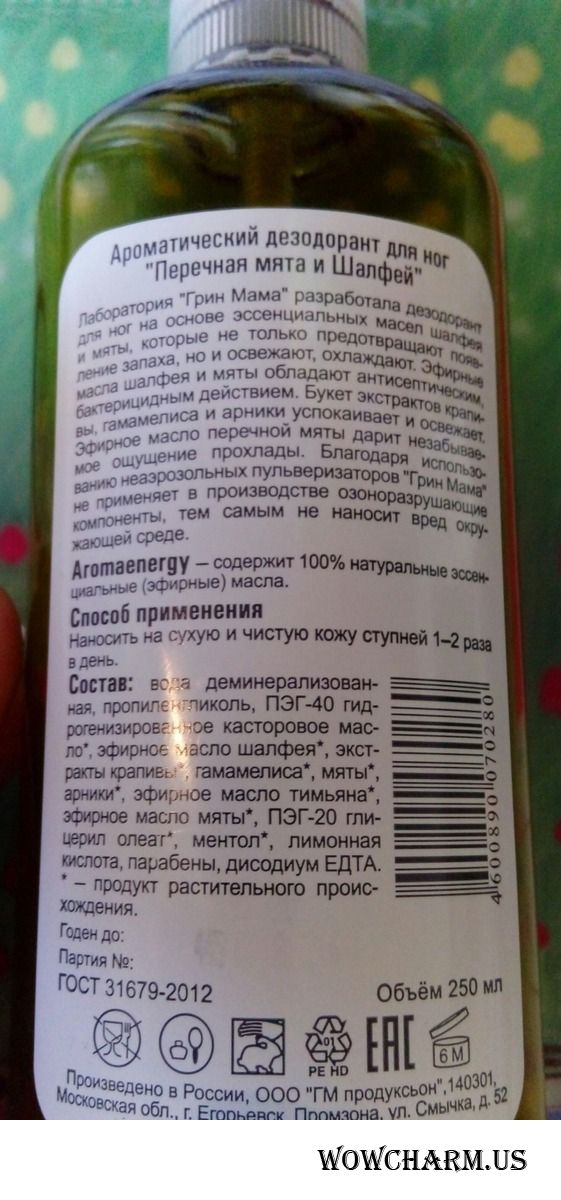 Ароматический дезодорант для ног
"Перечная мята и Шалфей"
Лаборатория "Грин Мама" разработала дезодорант
для ног на основе эссенциальных масел шалфея
и мяты, которые не только предотвращают появ-
ление запаха, но и освежают, охлаждают. Эфирные
масла шалфея и мяты обладают антисептическим,
бактерицидным действием. Букет экстрактов крапи-
вы, гамамелиса и арники успокаивает и освежает.
Эфирное масло перечной мяты дарит незабывае-
мое ощущение прохлады. Благодаря использо-
ванию неаэрозольных пульверизаторов "Грин Мама"
не применяет в производстве озоноразрушающие
компоненты, тем самым не наносит вред окру-
жающей среде.
Aromaenergy – содержит 100% натуральные эссен-
циальные (эфирные) масла.
Способ применения
Наносить на сухую и чистую кожу ступней 1–2 раза
в день.
Состав: вода деминерализован-
ная, пропиленгликоль, ПЭГ-40 гид-
рогенизированное касторовое мас-
ло*, эфирное масло шалфея*, экст-
ракты крапивы*, гамамелиса*, мяты*,
арники*, эфирное масло тимьяна*,
эфирное масло мяты*, ПЭГ-20 гли-
церил олеат*, ментол*, лимонная
кислота, парабены, дисодиум ЕДТА.
* – продукт растительного проис-
хождения.
4600890070280
Годен до:
Партия №:
ГОСТ 31679-2012
Объём 250 мл
01
PE HD
ЕАС
6 М
Произведено в России, ООО "ГМ продуксьон",140301,
Московская обл., г. Егорьевск, Промзона, ул. Смычка, д. 52
WOWCHARM.US